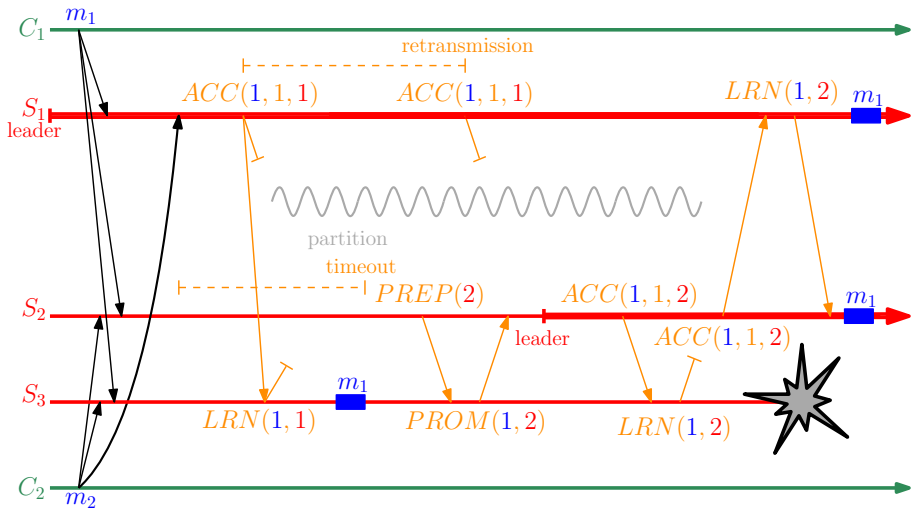 m₁
C₁
retransmission
ACC(1, 1, 1)
ACC(1, 1, 1)
LRN(1, 2)
m₁
S₁
leader
partition
timeout
PREP(2)
ACC(1, 1, 2)
m₁
S₂
leader
ACC(1, 1, 2)
m₁
S₃
LRN(1, 1)
PROM(1, 2)
LRN(1, 2)
C₂
m₂